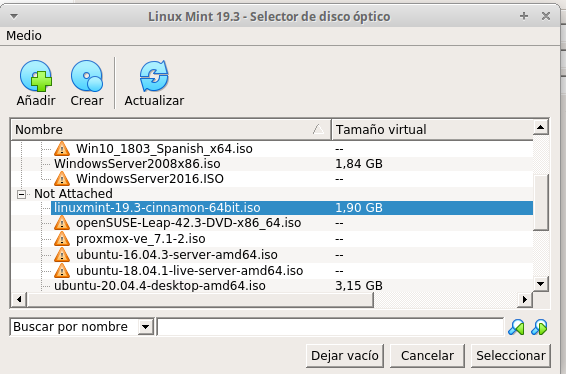 Linux Mint 19.3 - Selector de disco óptico
Medio
Añadir Crear Actualizar
Nombre Tamaño virtual
Win10_1803_Spanish_x64.iso --
WindowsServer2008x86.iso 1,84 GB
WindowsServer2016.ISO --
Not Attached
linuxmint-19.3-cinnamon-64bit.iso 1,90 GB
openSUSE-Leap-42.3-DVD-x86_64.iso --
proxmox-ve_7.1-2.iso --
ubuntu-16.04.3-server-amd64.iso --
ubuntu-18.04.1-live-server-amd64.iso --
ubuntu-20.04.4-desktop-amd64.iso 3,15 GB
Buscar por nombre
Dejar vacío Cancelar Seleccionar